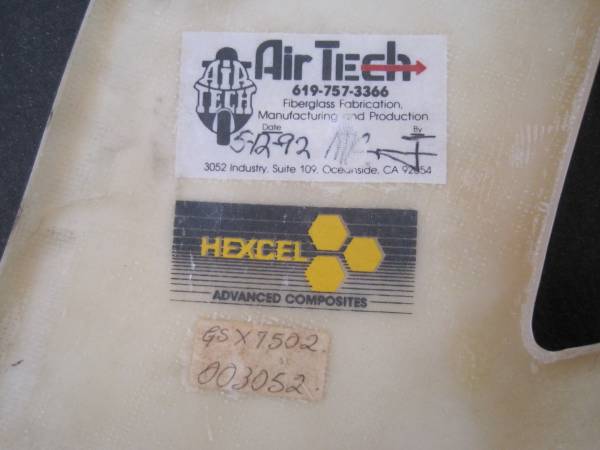 AiR
TECH
Air Tech
619-757-3366
Fiberglass Fabrication,
Manufacturing and Production
Date By
5-12-92
3052 Industry, Suite 109, Oceanside, CA 92054
HEXCEL
ADVANCED COMPOSITES
GSX7502.
003052.